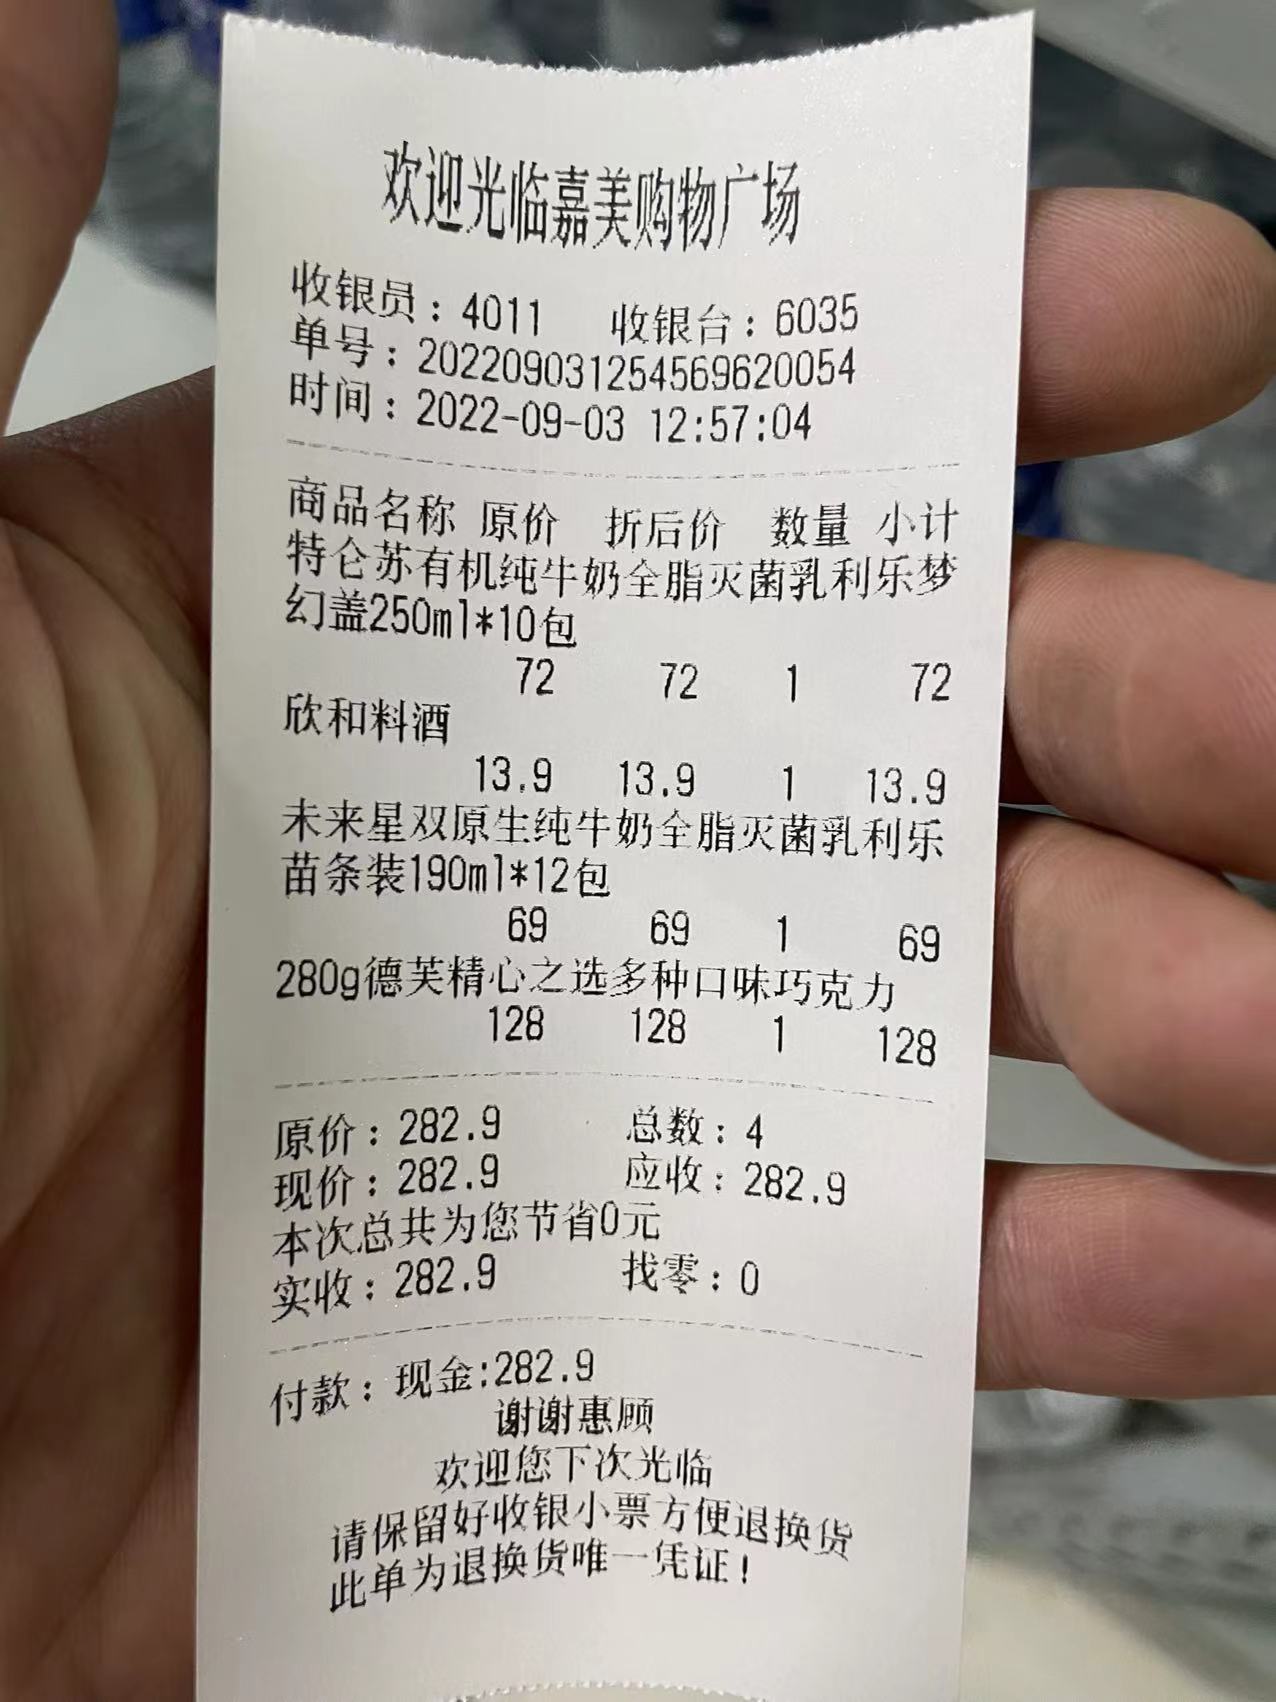 欢迎光临嘉美购物广场
收银员：4011 收银台：6035
单号：202209031254569620054
时间：2022-09-03 12:57:04
商品名称 原价 折后价 数量 小计
特仑苏有机纯牛奶全脂灭菌乳利乐梦
幻盖250ml*10包
72 72 1 72
欣和料酒
13.9 13.9 1 13.9
未来星双原生纯牛奶全脂灭菌乳利乐
苗条装190ml*12包
69 69 1 69
280g德芙精心之选多种口味巧克力
128 128 1 128
原价：282.9 总数：4
现价：282.9 应收：282.9
本次总共为您节省0元
实收：282.9 找零：0
付款：现金:282.9
谢谢惠顾
欢迎您下次光临
请保留好收银小票方便退换货
此单为退换货唯一凭证！